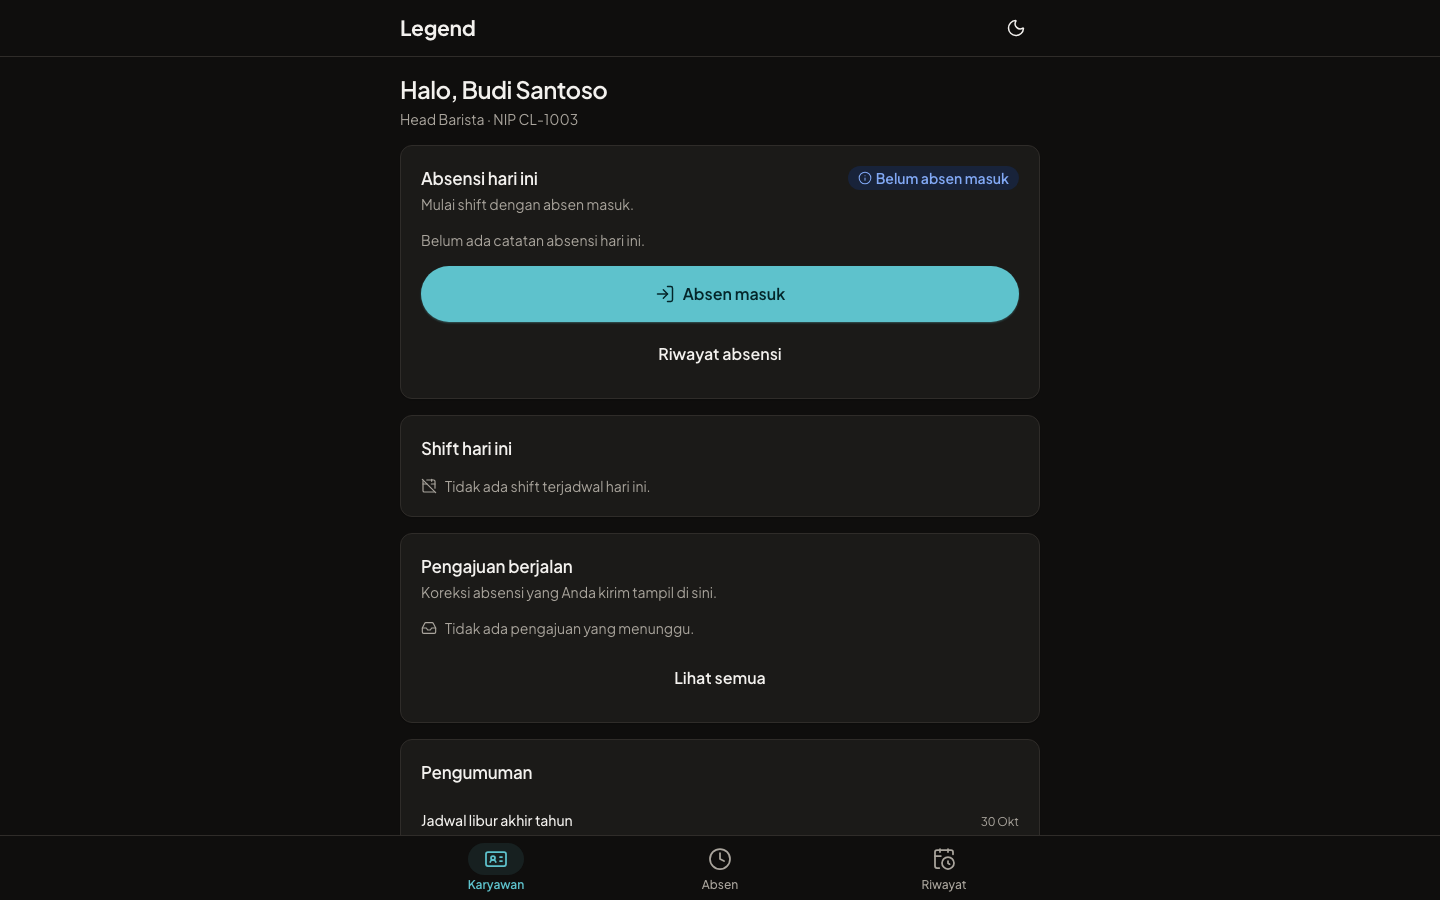 Legend
Halo, Budi Santoso
Head Barista · NIP CL-1003
Absensi hari ini
Belum absen masuk
Mulai shift dengan absen masuk.
Belum ada catatan absensi hari ini.
Absen masuk
Riwayat absensi
Shift hari ini
Tidak ada shift terjadwal hari ini.
Pengajuan berjalan
Koreksi absensi yang Anda kirim tampil di sini.
Tidak ada pengajuan yang menunggu.
Lihat semua
Pengumuman
Jadwal libur akhir tahun
30 Okt
Karyawan
Absen
Riwayat